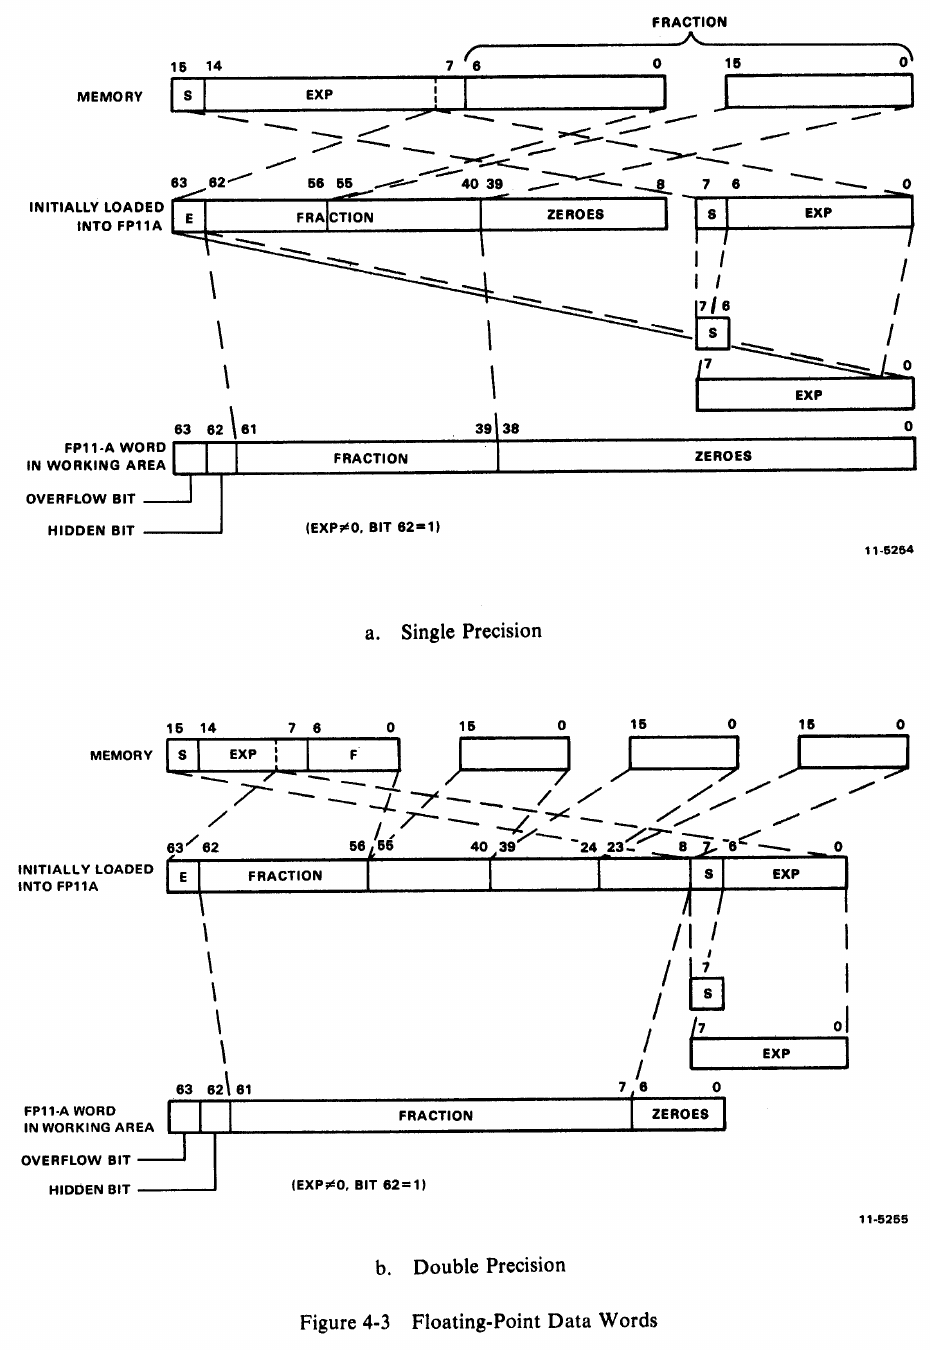 FRACTION
15 14 7 6 0 15 0
MEMORY S EXP
63 62 56 55 40 39 8 7 6 0
INITIALLY LOADED
INTO FP11A
E FRACTION ZEROES S EXP
7 6
S
7 0
EXP
63 62 61 39 38 0
FP11-A WORD
IN WORKING AREA
FRACTION ZEROES
OVERFLOW BIT
HIDDEN BIT (EXP≠0, BIT 62=1)
11-5254
a. Single Precision
15 14 7 6 0 15 0 15 0 15 0
MEMORY S EXP F
63 62 56 55 40 39 24 23 8 7 6 0
INITIALLY LOADED
INTO FP11A
E FRACTION S EXP
7
S
7 0
EXP
63 62 61 7 6 0
FP11-A WORD
IN WORKING AREA
FRACTION ZEROES
OVERFLOW BIT
HIDDEN BIT (EXP≠0, BIT 62=1)
11-5255
b. Double Precision
Figure 4-3 Floating-Point Data Words